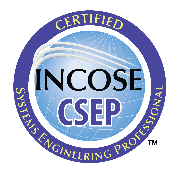 CERTIFIED
INCOSE
CSEP
SYSTEMS ENGINEERING PROFESSIONAL
TM